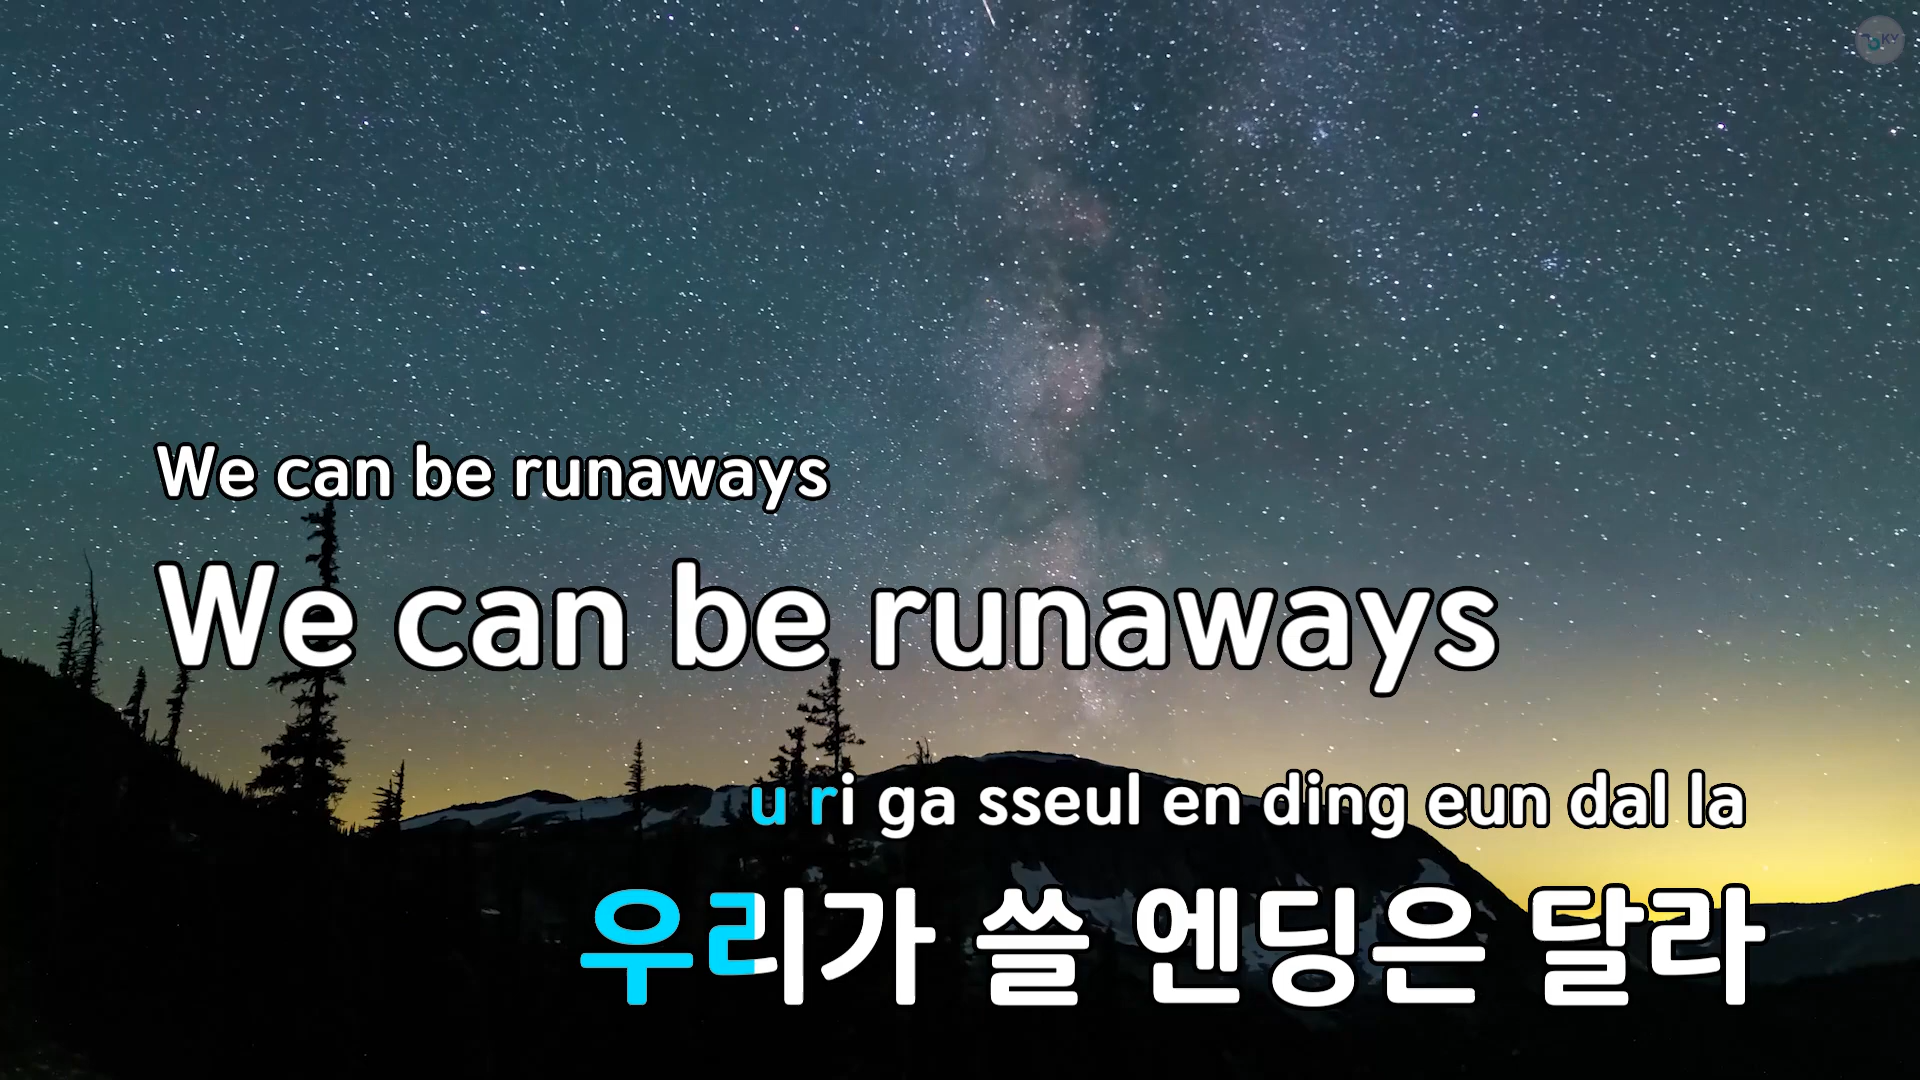 We can be runaways
We can be runaways
u ri ga sseul en ding eun dal la
우리가 쓸 엔딩은 달라
KY